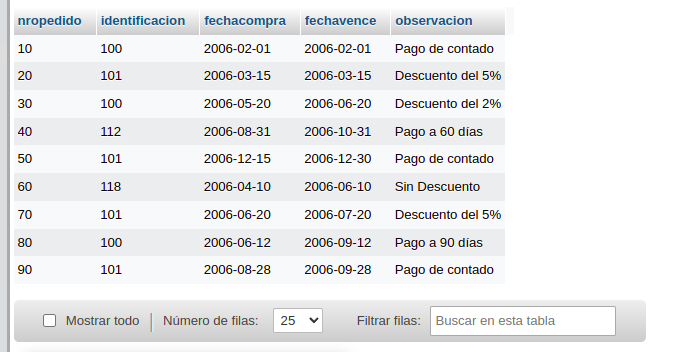 nropedido identificacion fechacompra fechavence observacion
10 100 2006-02-01 2006-02-01 Pago de contado
20 101 2006-03-15 2006-03-15 Descuento del 5%
30 100 2006-05-20 2006-06-20 Descuento del 2%
40 112 2006-08-31 2006-10-31 Pago a 60 días
50 101 2006-12-15 2006-12-30 Pago de contado
60 118 2006-04-10 2006-06-10 Sin Descuento
70 101 2006-06-20 2006-07-20 Descuento del 5%
80 100 2006-06-12 2006-09-12 Pago a 90 días
90 101 2006-08-28 2006-09-28 Pago de contado
Mostrar todo Número de filas: 25 Filtrar filas: Buscar en esta tabla